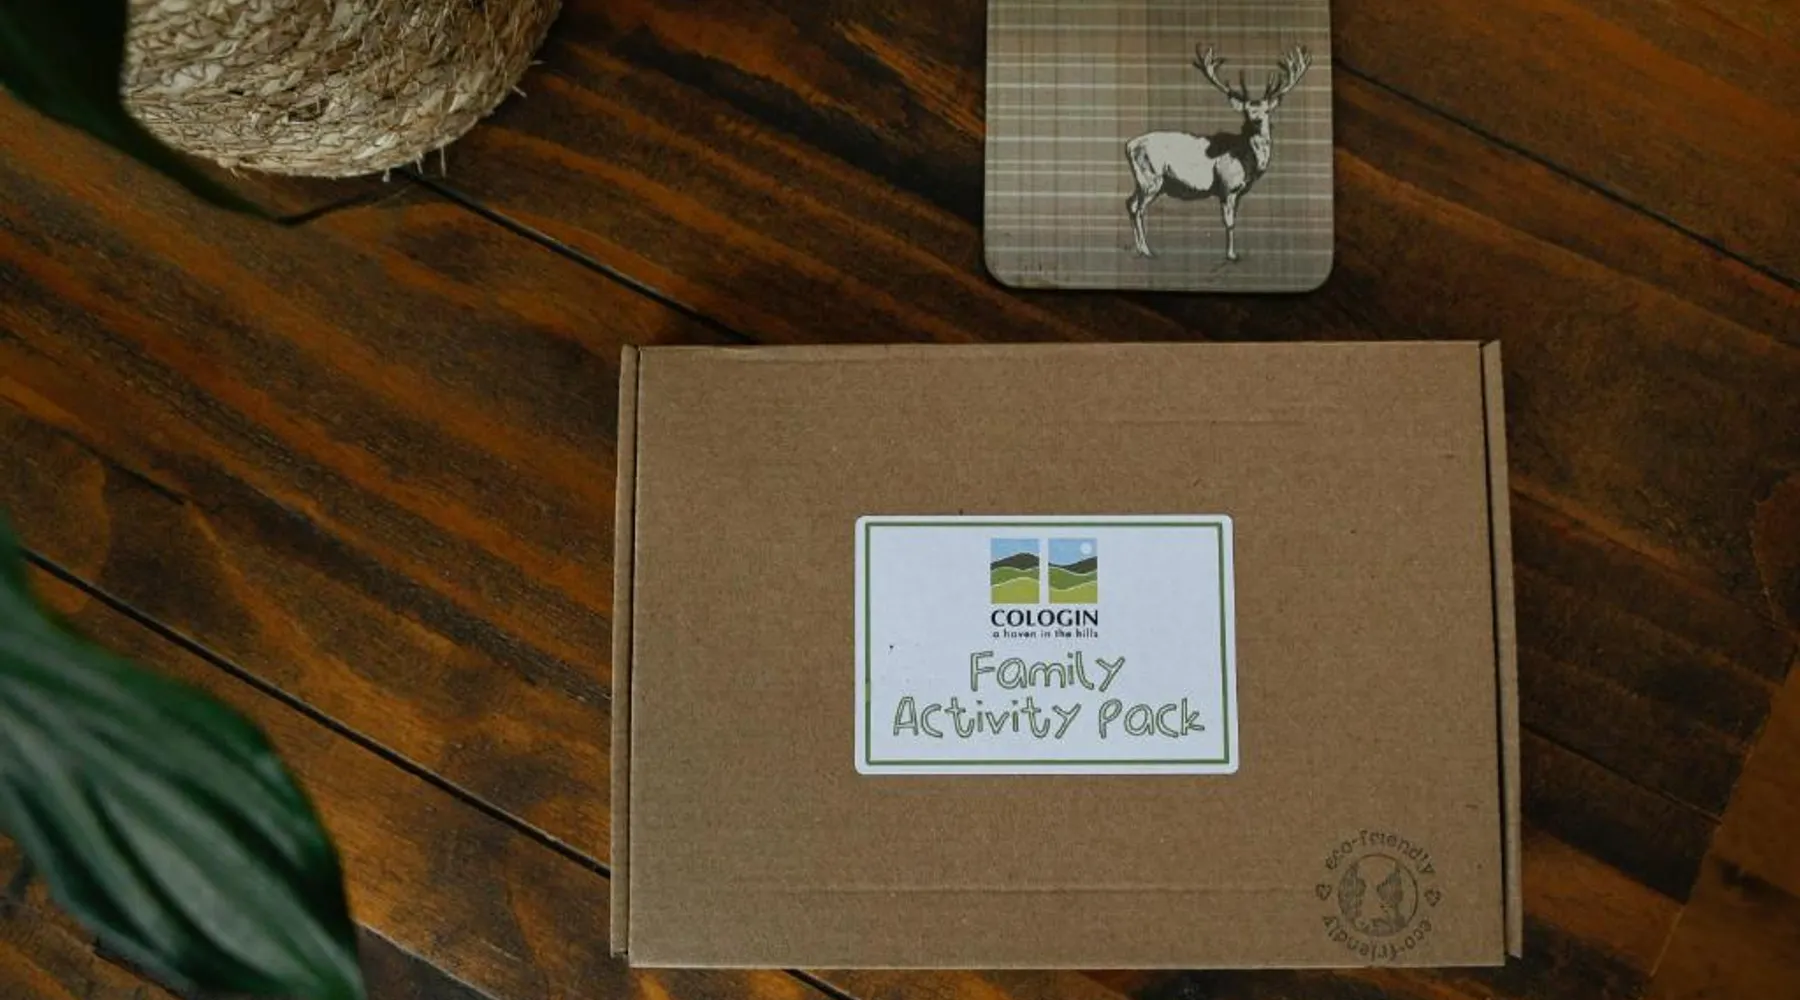 COLOGIN
a haven in the hills
Family
Activity Pack
eco-friendly
eco-friendly